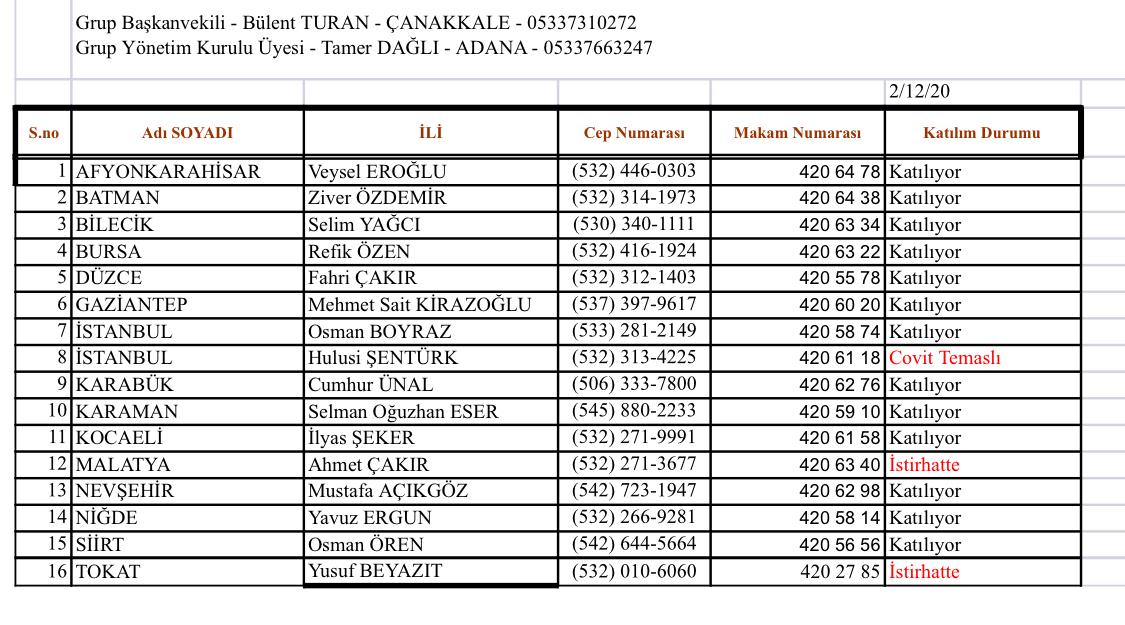 Grup Başkanvekili - Bülent TURAN - ÇANAKKALE - 05337310272
Grup Yönetim Kurulu Üyesi - Tamer DAĞLI - ADANA - 05337663247
2/12/20
S.no Adı SOYADI İLİ Cep Numarası Makam Numarası Katılım Durumu
1 AFYONKARAHİSAR Veysel EROĞLU (532) 446-0303 420 64 78 Katılıyor
2 BATMAN Ziver ÖZDEMİR (532) 314-1973 420 64 38 Katılıyor
3 BİLECİK Selim YAĞCI (530) 340-1111 420 63 34 Katılıyor
4 BURSA Refik ÖZEN (532) 416-1924 420 63 22 Katılıyor
5 DÜZCE Fahri ÇAKIR (532) 312-1403 420 55 78 Katılıyor
6 GAZİANTEP Mehmet Sait KİRAZOĞLU (537) 397-9617 420 60 20 Katılıyor
7 İSTANBUL Osman BOYRAZ (533) 281-2149 420 58 74 Katılıyor
8 İSTANBUL Hulusi ŞENTÜRK (532) 313-4225 420 61 18 Covit Temaslı
9 KARABÜK Cumhur ÜNAL (506) 333-7800 420 62 76 Katılıyor
10 KARAMAN Selman Oğuzhan ESER (545) 880-2233 420 59 10 Katılıyor
11 KOCAELİ İlyas ŞEKER (532) 271-9991 420 61 58 Katılıyor
12 MALATYA Ahmet ÇAKIR (532) 271-3677 420 63 40 İstirhatte
13 NEVŞEHİR Mustafa AÇIKGÖZ (542) 723-1947 420 62 98 Katılıyor
14 NİĞDE Yavuz ERGUN (532) 266-9281 420 58 14 Katılıyor
15 SİİRT Osman ÖREN (542) 644-5664 420 56 56 Katılıyor
16 TOKAT Yusuf BEYAZIT (532) 010-6060 420 27 85 İstirhatte